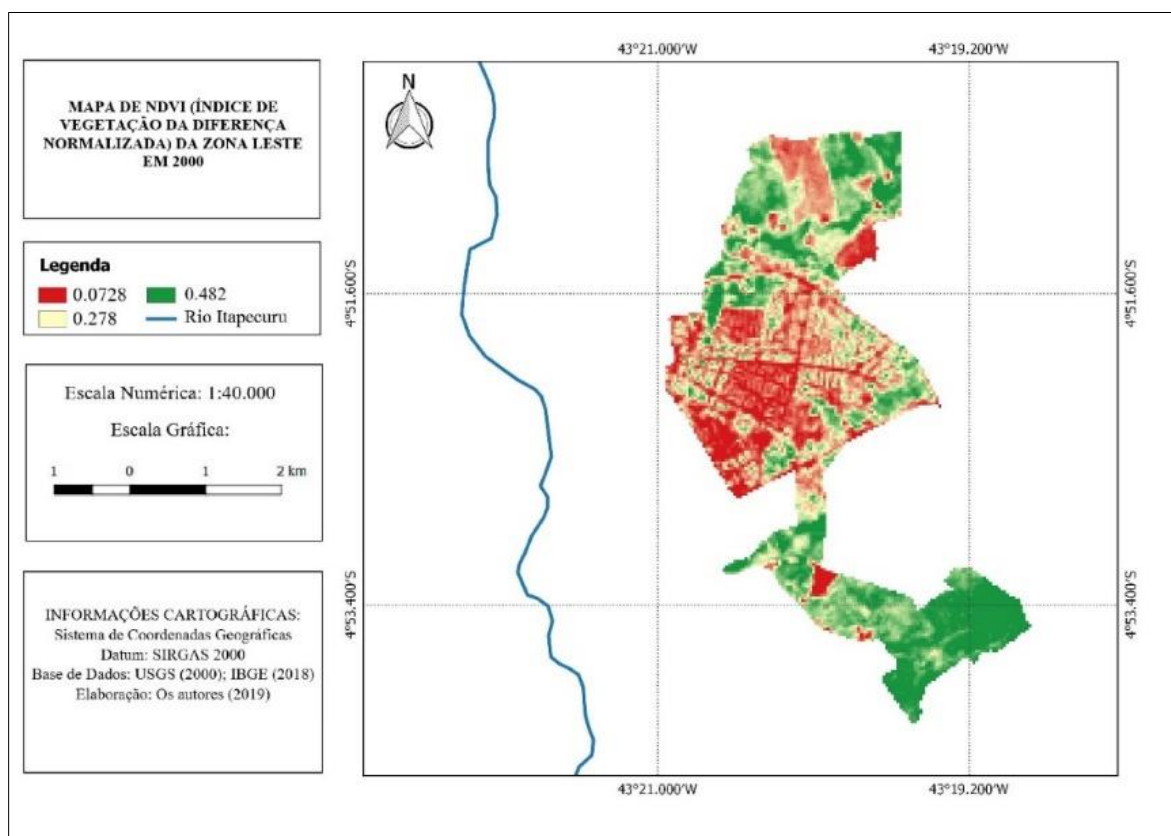 MAPA DE NDVI (ÍNDICE DE
VEGETAÇÃO DA DIFERENÇA
NORMALIZADA) DA ZONA LESTE
EM 2000
Legenda
0.0728
0.482
0.278
Rio Itapecuru
Escala Numérica: 1:40.000
Escala Gráfica:
1 0 1 2 km
INFORMAÇÕES CARTOGRÁFICAS:
Sistema de Coordenadas Geográficas
Datum: SIRGAS 2000
Base de Dados: USGS (2000); IBGE (2018)
Elaboração: Os autores (2019)
N
43°21.000'W
43°19.200'W
4°51.600'S
4°51.600'S
4°53.400'S
4°53.400'S
43°21.000'W
43°19.200'W